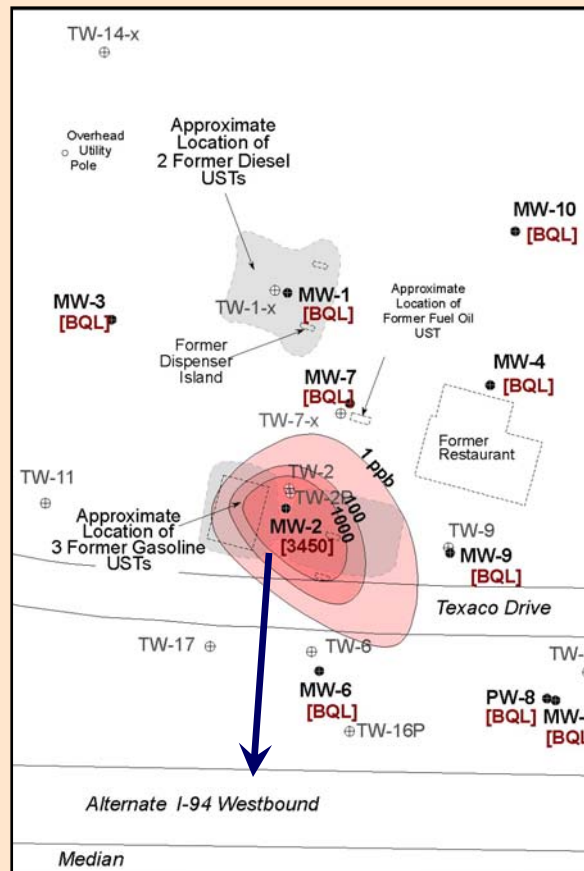 TW-14-x
Overhead
Utility
Pole
Approximate
Location of
2 Former Diesel
USTs
MW-10
[BQL]
MW-3
[BQL]
TW-1-x
MW-1
[BQL]
Approximate
Location of
Former Fuel Oil
UST
Former
Dispenser
Island
MW-7
[BQL]
MW-4
[BQL]
TW-7-x
Former
Restaurant
1 ppb
100
1000
TW-2
TW-11
MW-2
[3450]
Approximate
Location of
3 Former Gasoline
USTs
TW-9
MW-9
[BQL]
Texaco Drive
TW-17
TW-6
MW-6
[BQL]
TW-
PW-8
[BQL]
MW-
[BQL
TW-16P
Alternate I-94 Westbound
Median